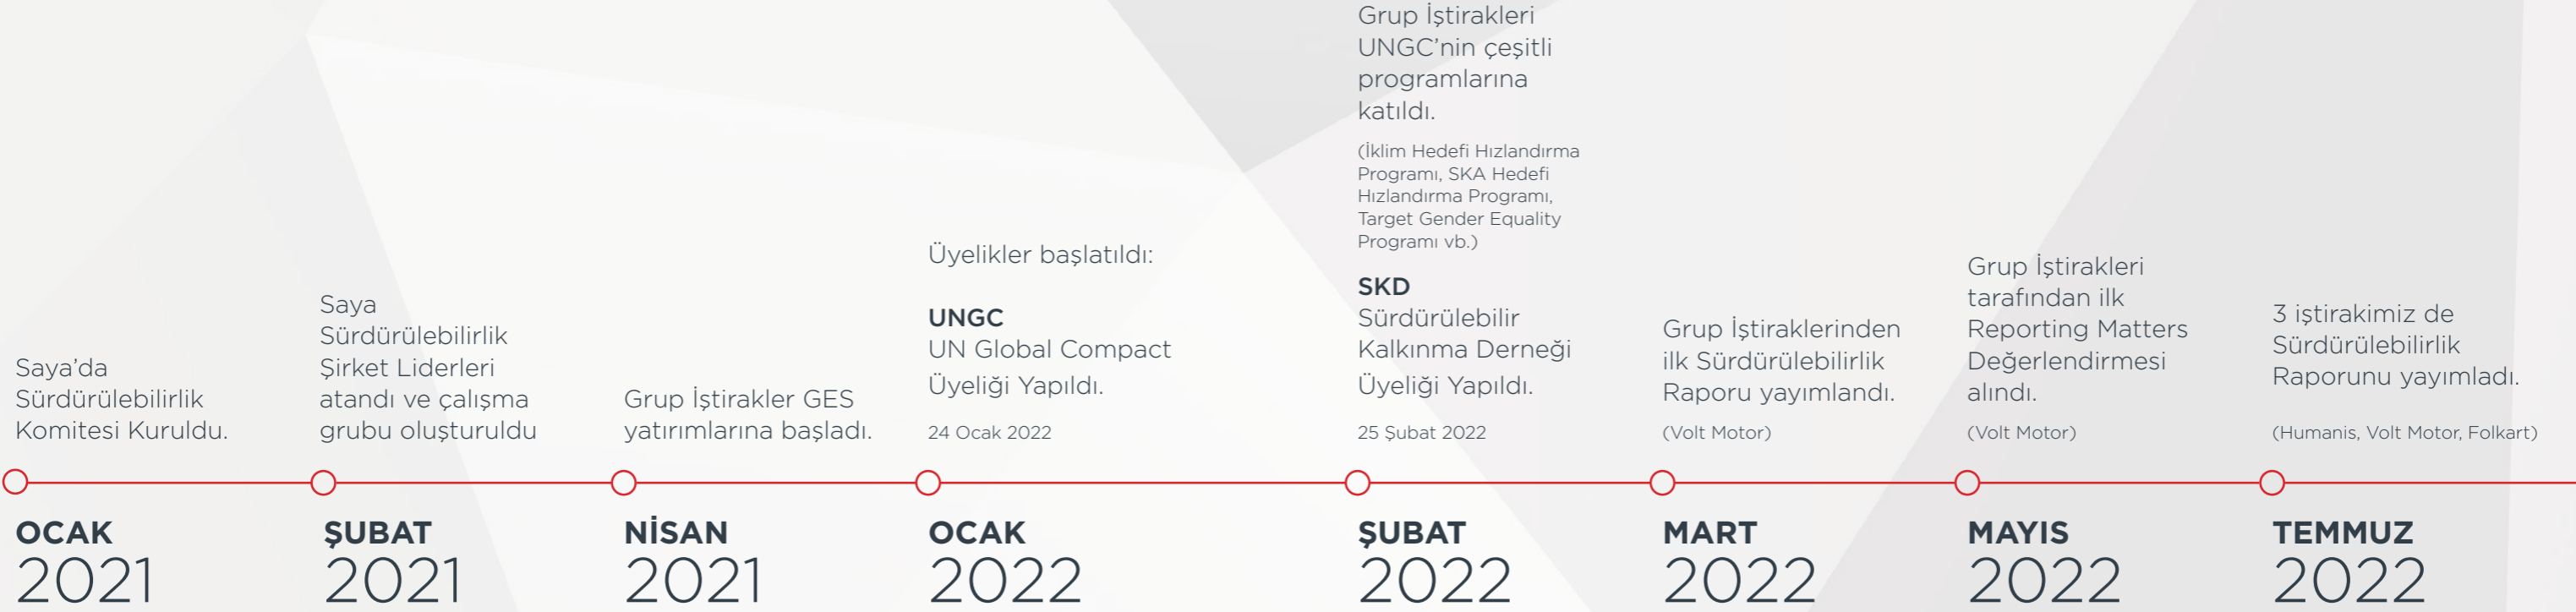 Saya'da
Sürdürülebilirlik
Komitesi Kuruldu.
OCAK
2021
Saya
Sürdürülebilirlik
Şirket Liderleri
atandı ve çalışma
grubu oluşturuldu
ŞUBAT
2021
Grup İştirakler GES
yatırımlarına başladı.
NİSAN
2021
Üyelikler başlatıldı:
UNGC
UN Global Compact
Üyeliği Yapıldı.
24 Ocak 2022
OCAK
2022
Grup İştirakleri
UNGC'nin çeşitli
programlarına
katıldı.
(İklim Hedefi Hızlandırma
Programı, SKA Hedefi
Hızlandırma Programı,
Target Gender Equality
Programı vb.)
SKD
Sürdürülebilir
Kalkınma Derneği
Üyeliği Yapıldı.
25 Şubat 2022
ŞUBAT
2022
Grup İştiraklerinden
ilk Sürdürülebilirlik
Raporu yayımlandı.
(Volt Motor)
MART
2022
Grup İştirakleri
tarafından ilk
Reporting Matters
Değerlendirmesi
alındı.
(Volt Motor)
MAYIS
2022
3 iştirakimiz de
Sürdürülebilirlik
Raporunu yayımladı.
(Humanis, Volt Motor, Folkart)
TEMMUZ
2022